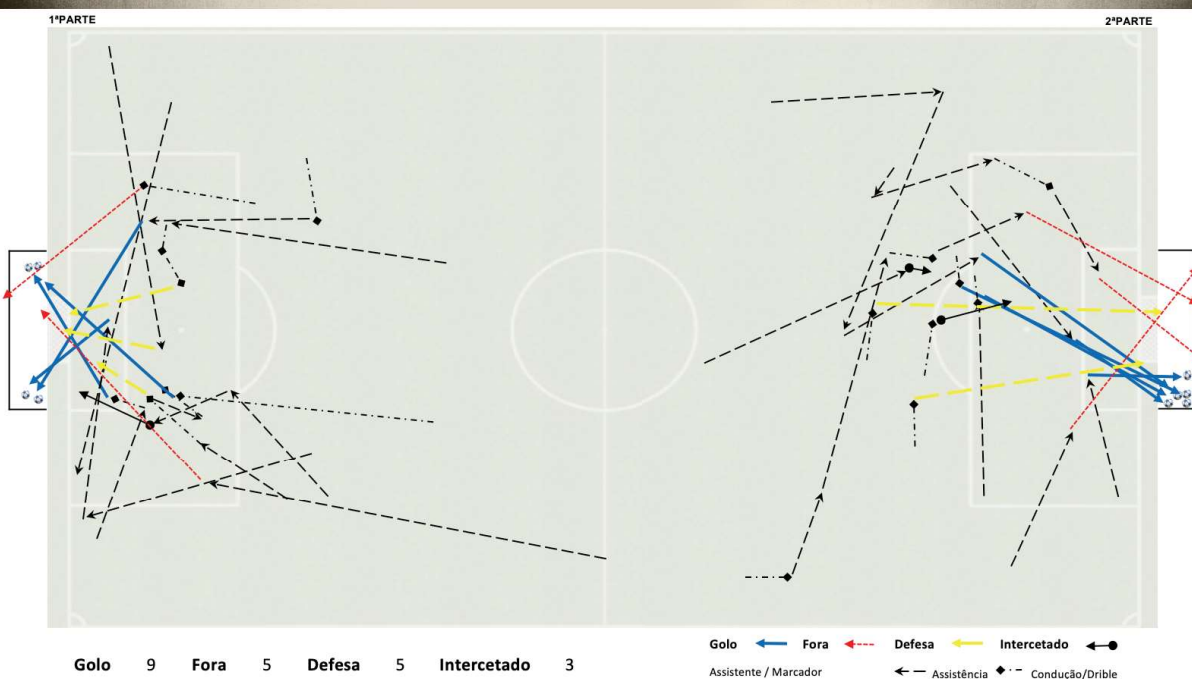 1ªPARTE 2ªPARTE
Golo 9 Fora 5 Defesa 5 Intercetado 3
Golo Fora Defesa Intercetado
Assistente / Marcador Assistência Condução/Drible